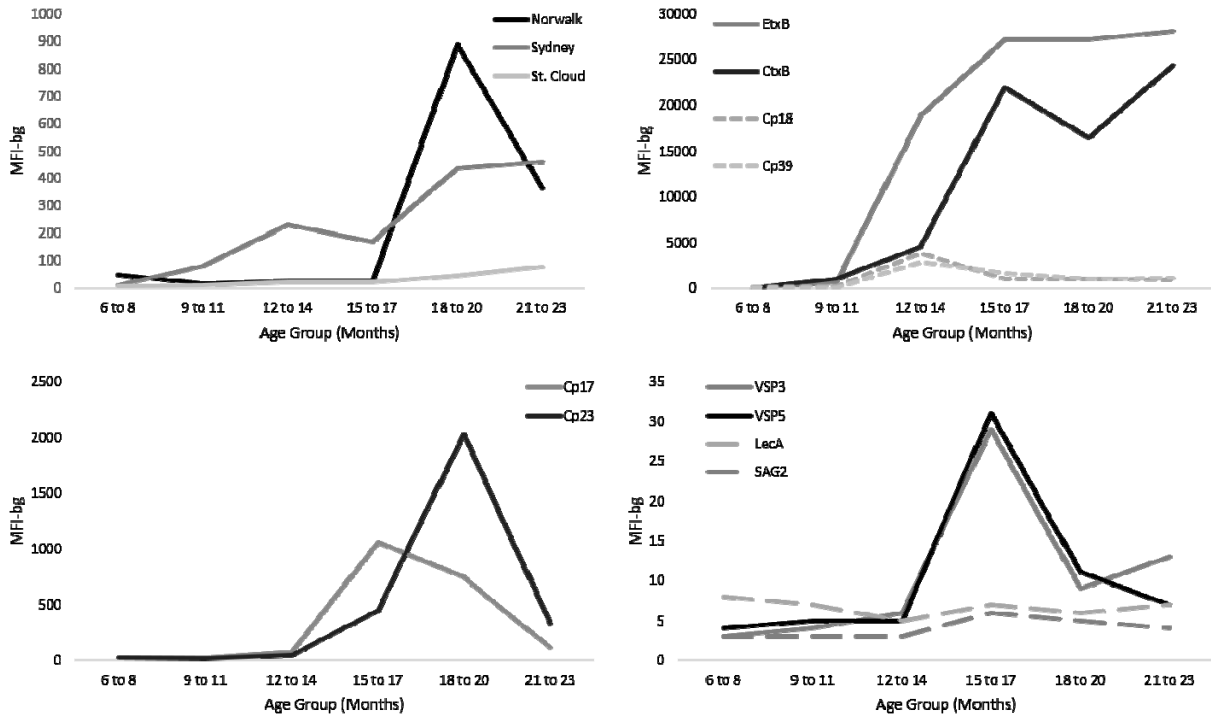 1000
900
800
700
600
500
400
300
200
100
0
MFI-bg
Norwalk
Sydney
St. Cloud
6 to 8 9 to 11 12 to 14 15 to 17 18 to 20 21 to 23
Age Group (Months)
30000
25000
20000
15000
10000
5000
0
MFI-bg
EtxB
CtxB
Cp18
Cp39
6 to 8 9 to 11 12 to 14 15 to 17 18 to 20 21 to 23
Age Group (Months)
2500
2000
1500
1000
500
0
MFI-bg
Cp17
Cp23
6 to 8 9 to 11 12 to 14 15 to 17 18 to 20 21 to 23
Age Group (Months)
35
30
25
20
15
10
5
0
MFI-bg
VSP3
VSP5
LecA
SAG2
6 to 8 9 to 11 12 to 14 15 to 17 18 to 20 21 to 23
Age Group (Months)